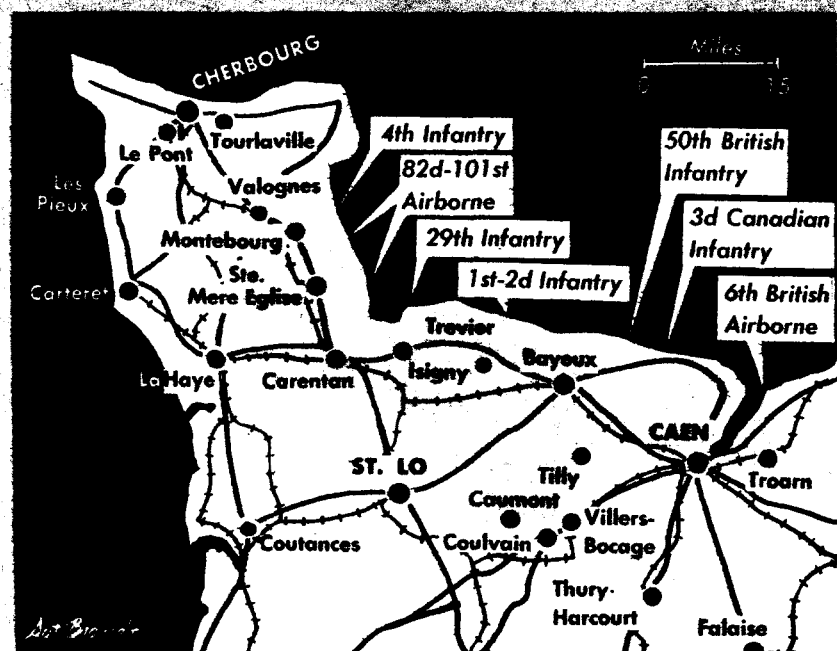 CHERBOURG
Miles
0 15
Tourlaville
Le Pont
4th Infantry
82d-101st
Airborne
50th British
Infantry
Les
Pieux
Valognes
3d Canadian
Infantry
Montebourg
29th Infantry
Ste.
Mere Eglise
1st-2d Infantry
Carteret
6th British
Airborne
Trevier
La Haye
Carentan
Isigny
Bayeux
CAEN
ST. LO
Tilly
Troarn
Caumont
Villers-
Bocage
Coutances
Coulvain
Thury-
Harcourt
Falaise